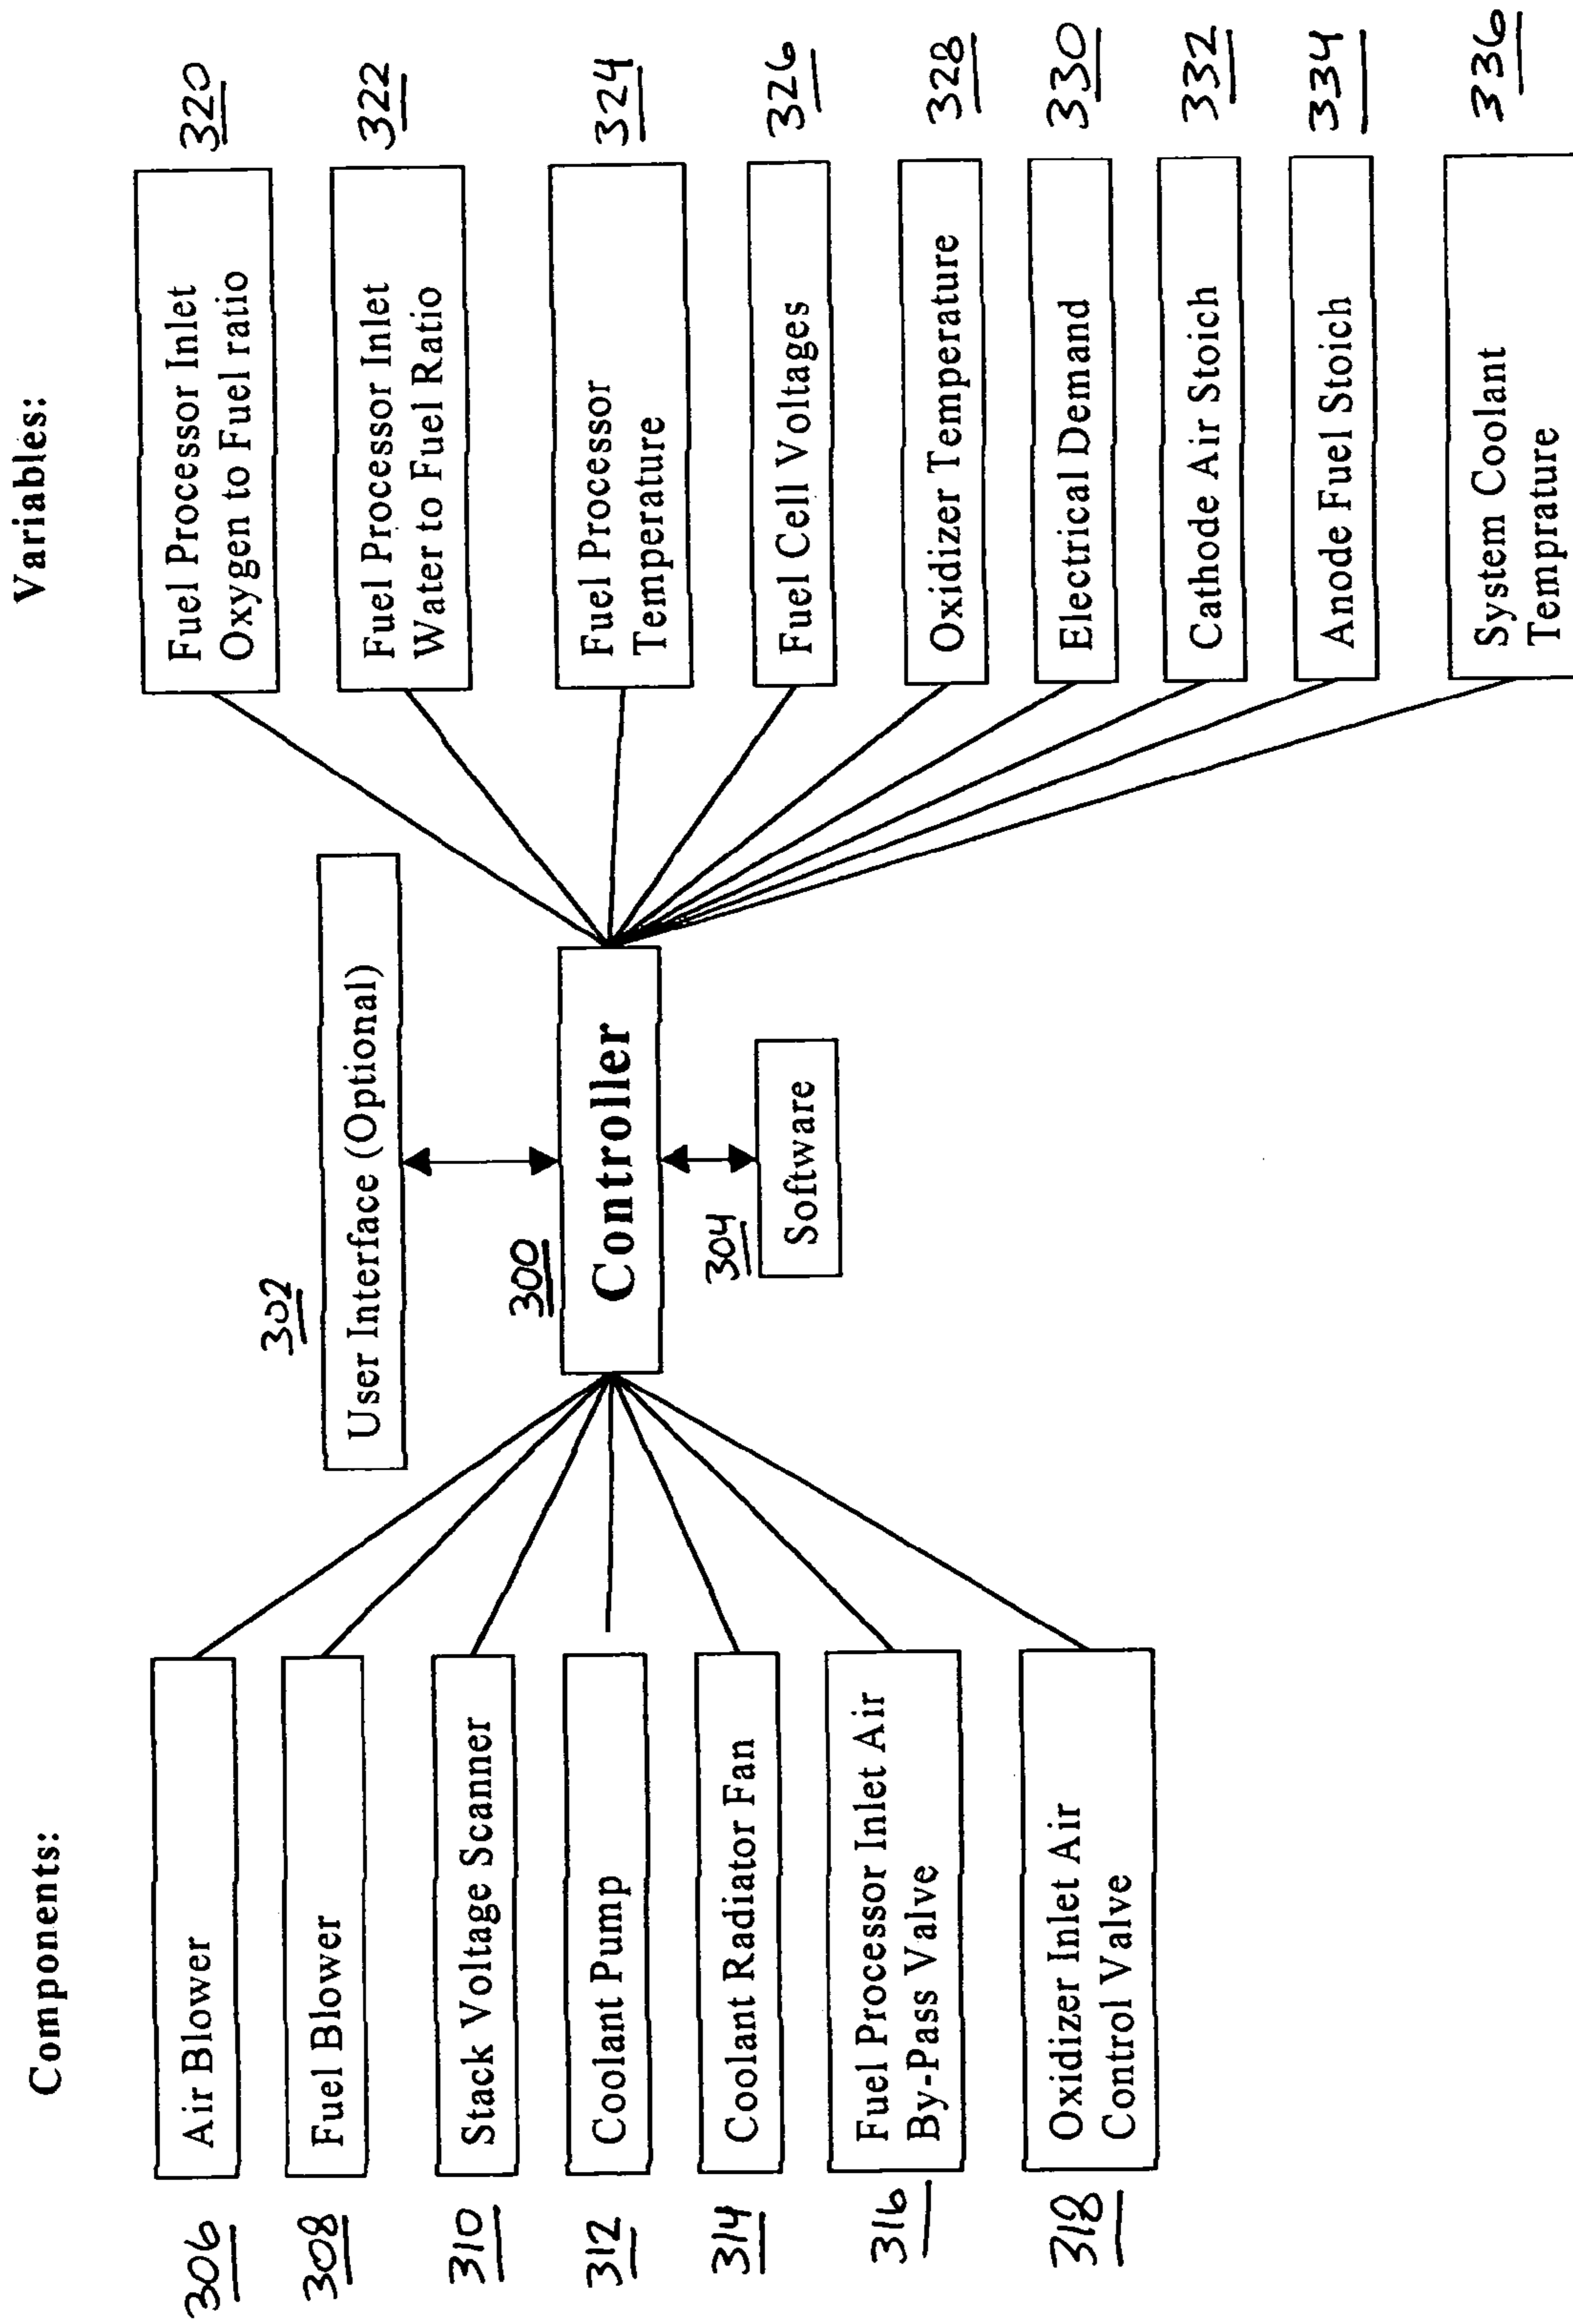 Components:
306
Air Blower
308
Fuel Blower
310
Stack Voltage Scanner
312
Coolant Pump
314
Coolant Radiator Fan
316
Fuel Processor Inlet Air
By-Pass Valve
318
Oxidizer Inlet Air
Control Valve
302
User Interface (Optional)
300
Controller
304
Software
Variables:
Fuel Processor Inlet
Oxygen to Fuel ratio
320
Fuel Processor Inlet
Water to Fuel Ratio
322
Fuel Processor
Temperature
324
Fuel Cell Voltages
326
Oxidizer Temperature
328
Electrical Demand
330
Cathode Air Stoich
332
Anode Fuel Stoich
334
System Coolant
Temprature
336